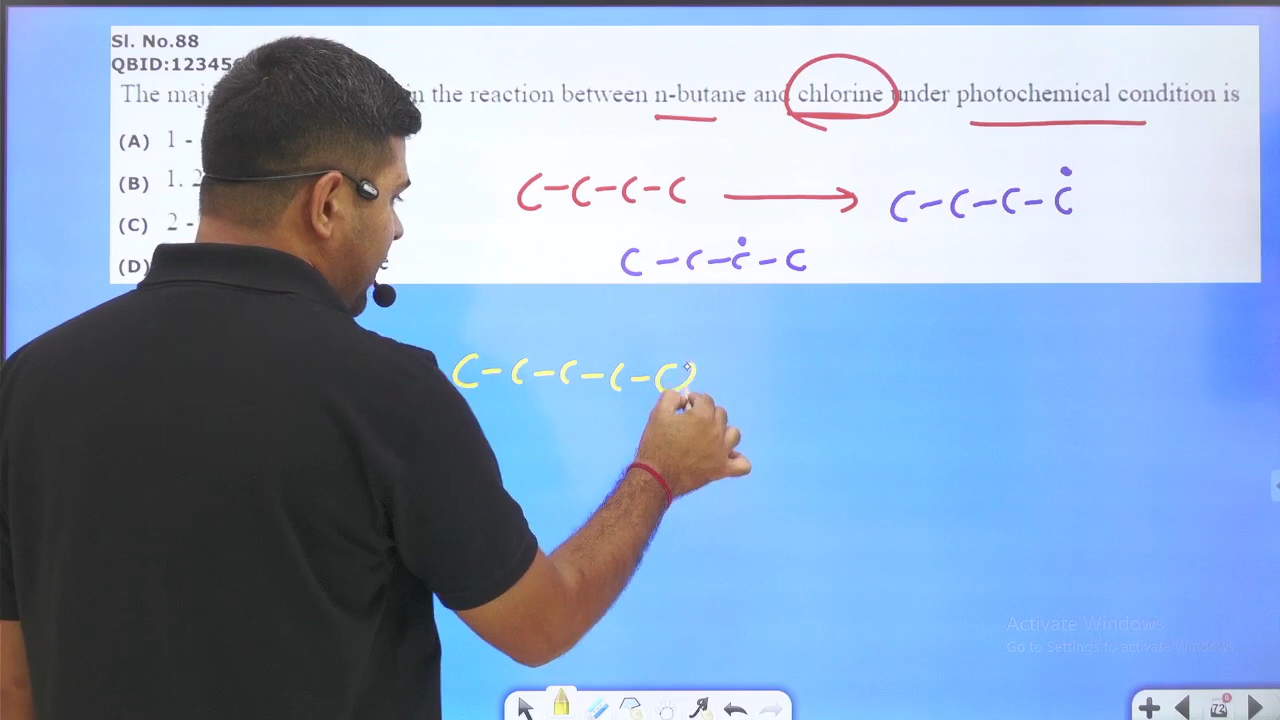 Sl. No.88
QBID:12345
The in the reaction between n-butane and chlorine under photochemical condition is
(A) 1 -
(B) 1, 2
(C) 2 -
(D)
C-C-C-C → C-C-C-Ċ
C-C-Ċ-C
C-C-C-C-C
Activate Windows
Go to Settings to activate Windows.
72